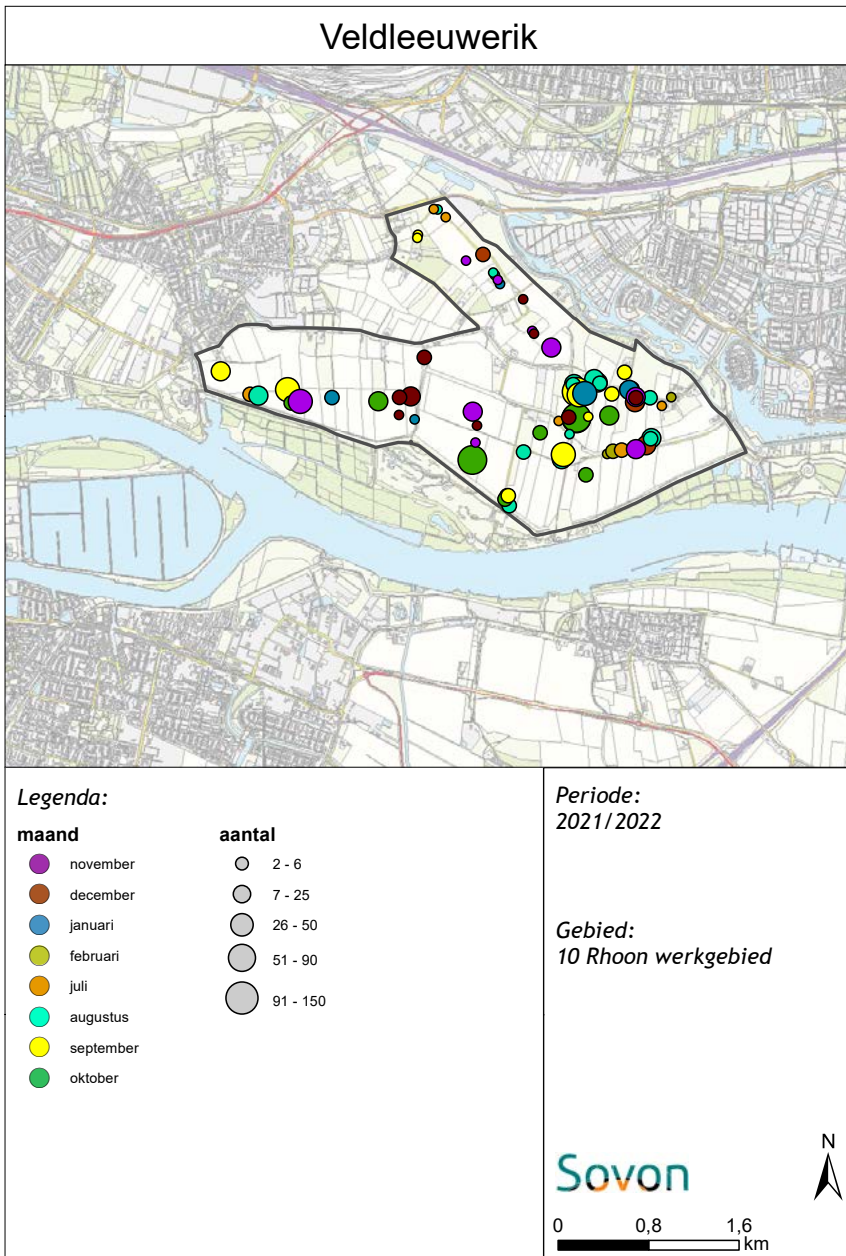 Veldleeuwerik
Legenda:
maand
november
december
januari
februari
juli
augustus
september
oktober
aantal
2 - 6
7 - 25
26 - 50
51 - 90
91 - 150
Periode:
2021/2022
Gebied:
10 Rhoon werkgebied
Sovon
N
0 0,8 1,6
km